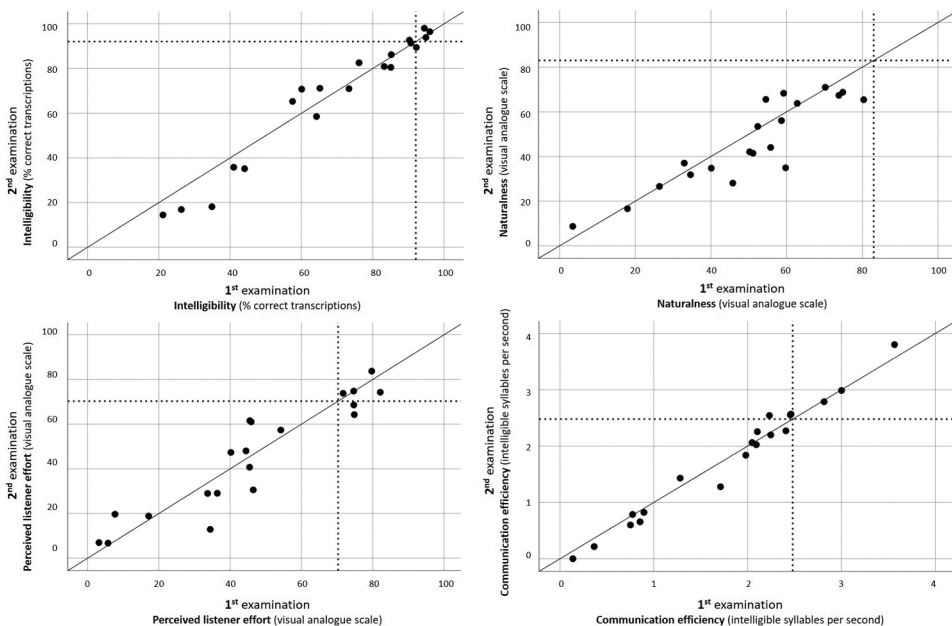 100
80
60
40
20
0
2nd examination
Intelligibility (% correct transcriptions)
0 20 40 60 80 100
1st examination
Intelligibility (% correct transcriptions)
100
80
60
40
20
0
2nd examination
Naturalness (visual analogue scale)
0 20 40 60 80 100
1st examination
Naturalness (visual analogue scale)
100
80
60
40
20
0
2nd examination
Perceived listener effort (visual analogue scale)
0 20 40 60 80 100
1st examination
Perceived listener effort (visual analogue scale)
4
3
2
1
0
2nd examination
Communication efficiency (intelligible syllables per second)
0 1 2 3 4
1st examination
Communication efficiency (intelligible syllables per second)